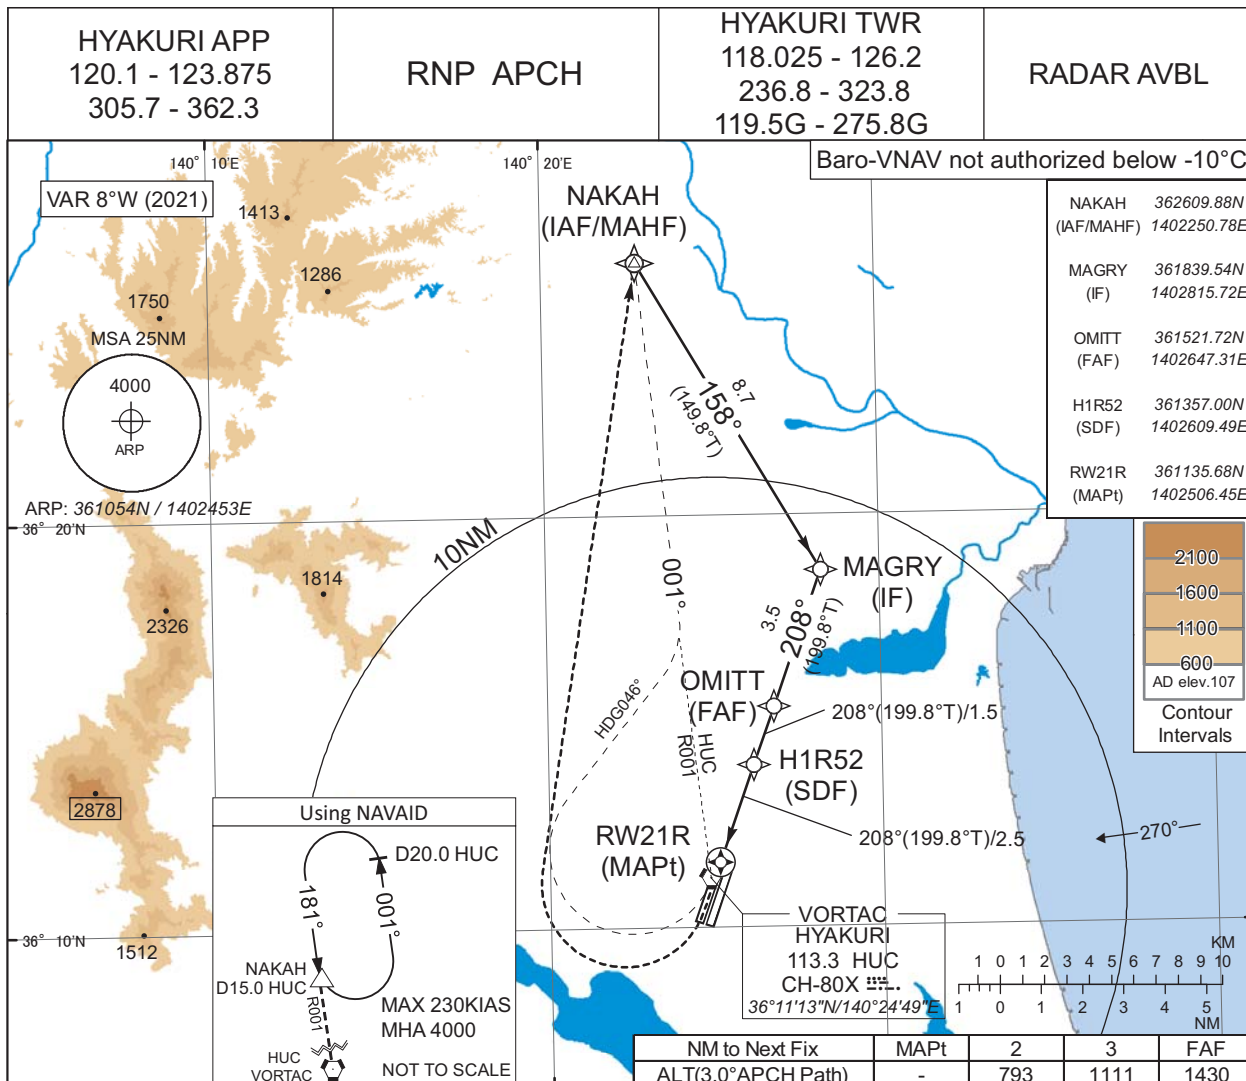 HYAKURI APP
120.1 - 123.875
305.7 - 362.3
RNP APCH
HYAKURI TWR
118.025 - 126.2
236.8 - 323.8
119.5G - 275.8G
RADAR AVBL
140° 10'E
140° 20'E
Baro-VNAV not authorized below -10°C
VAR 8°W (2021)
1413
1286
1750
MSA 25NM
4000
ARP
ARP: 361054N / 1402453E
NAKAH
(IAF/MAHF)
NAKAH 362609.88N
(IAF/MAHF) 1402250.78E
MAGRY 361839.54N
(IF) 1402815.72E
OMITT 361521.72N
(FAF) 1402647.31E
H1R52 361357.00N
(SDF) 1402609.49E
RW21R 361135.68N
(MAPt) 1402506.45E
8.7
158°
(149.8°T)
36° 20'N
10NM
1814
2326
001°
MAGRY
(IF)
3.5
208°
(199.8°T)
2100
1600
1100
600
AD elev.107
Contour
Intervals
OMITT
(FAF)
HDG046°
HUC
R001
208°(199.8°T)/1.5
H1R52
(SDF)
2878
208°(199.8°T)/2.5
270°
RW21R
(MAPt)
Using NAVAID
D20.0 HUC
181°
001°
NAKAH
D15.0 HUC
R001
MAX 230KIAS
MHA 4000
HUC
VORTAC
NOT TO SCALE
36° 10'N
1512
VORTAC
HYAKURI
113.3 HUC
CH-80X
36°11'13"N/140°24'49"E
KM
1 0 1 2 3 4 5 6 7 8 9 10
1 0 1 2 3 4 5
NM
NM to Next Fix MAPt 2 3 FAF
ALT(3.0°APCH Path) - 793 1111 1430